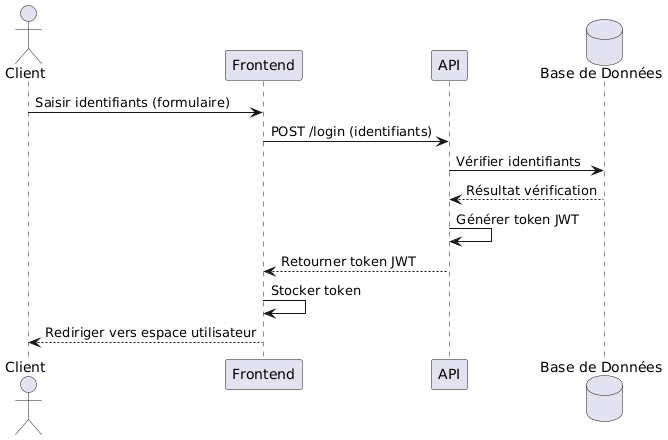 Client
Frontend
API
Base de Données
Saisir identifiants (formulaire)
POST /login (identifiants)
Vérifier identifiants
Résultat vérification
Générer token JWT
Retourner token JWT
Stocker token
Rediriger vers espace utilisateur
Client
Frontend
API
Base de Données